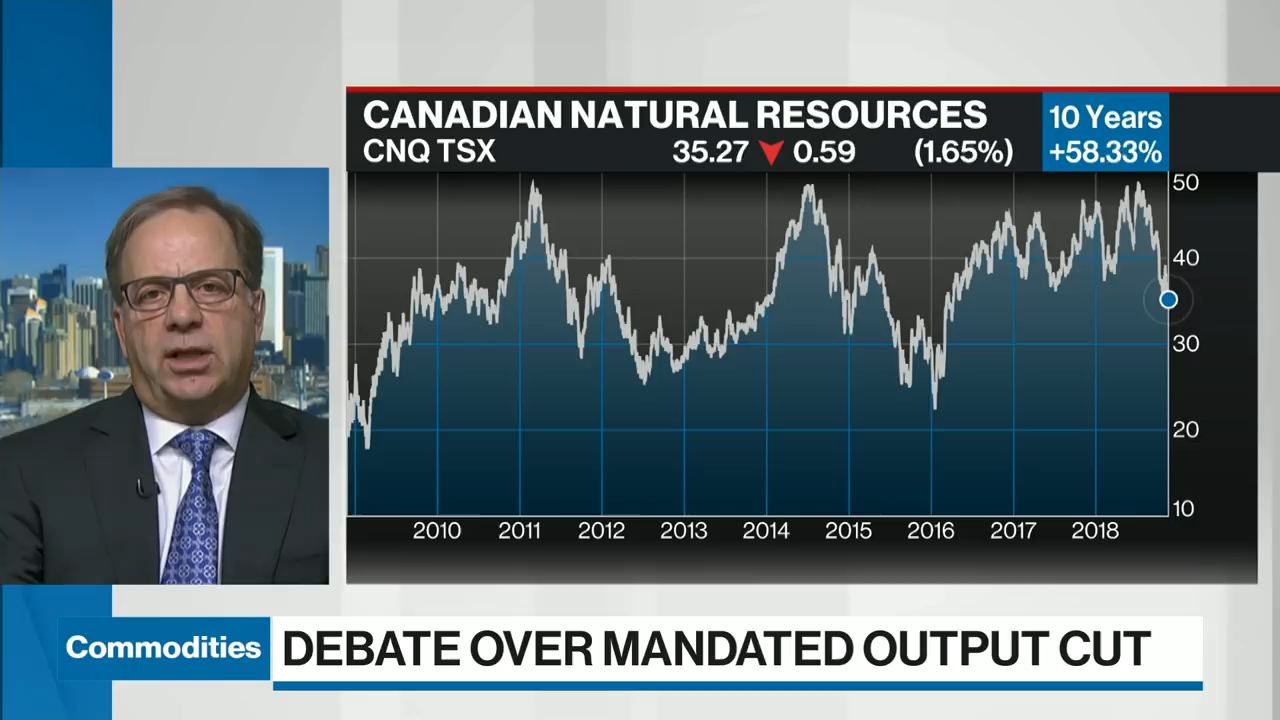 CANADIAN NATURAL RESOURCES
CNQ TSX 35.27 ▼ 0.59 (1.65%)
10 Years
+58.33%
50
40
30
20
10
2010 2011 2012 2013 2014 2015 2016 2017 2018
Commodities
DEBATE OVER MANDATED OUTPUT CUT